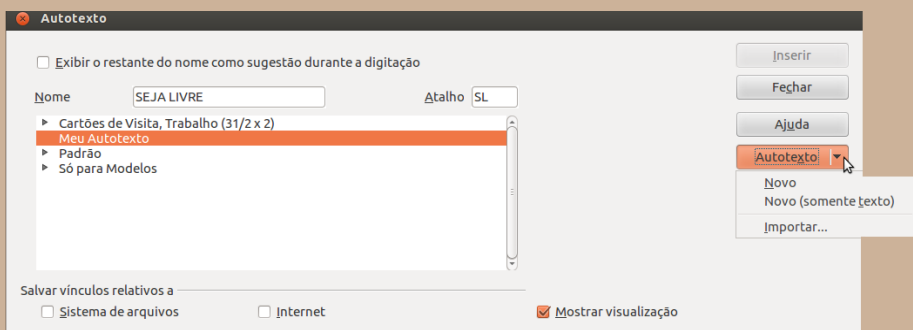 Autotexto
Exibir o restante do nome como sugestão durante a digitação
Inserir
Fechar
Nome SEJA LIVRE Atalho SL
Cartões de Visita, Trabalho (31/2 x 2)
Meu Autotexto
Padrão
Só para Modelos
Ajuda
Autotexto
Novo
Novo (somente texto)
Importar...
Salvar vínculos relativos a
Sistema de arquivos Internet Mostrar visualização